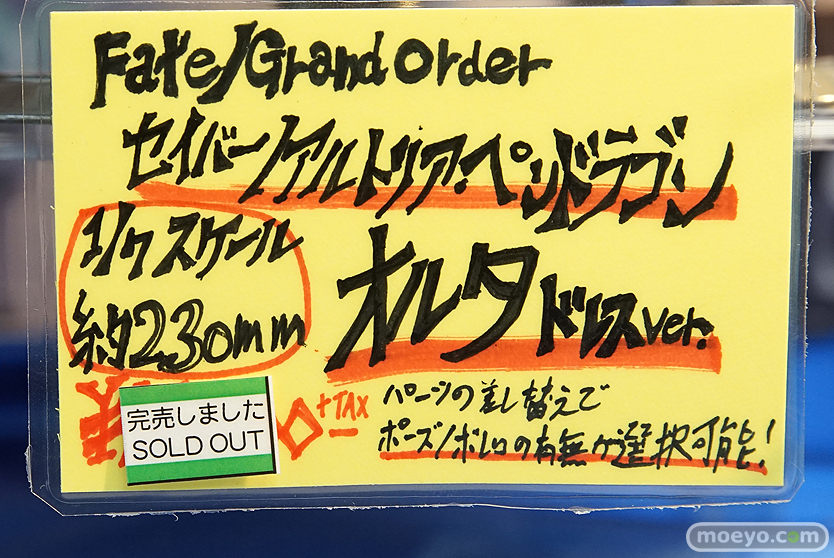 Fate/Grand Order
セイバー/アルトリア・ペンドラゴン
1/7 スケール
約230mm
オルタ ドレスver.
¥
完売しました
SOLD OUT
+TAX
パーツの差し替えで
ポーズ/ボレロの有無が選択可能!
moeyo.com